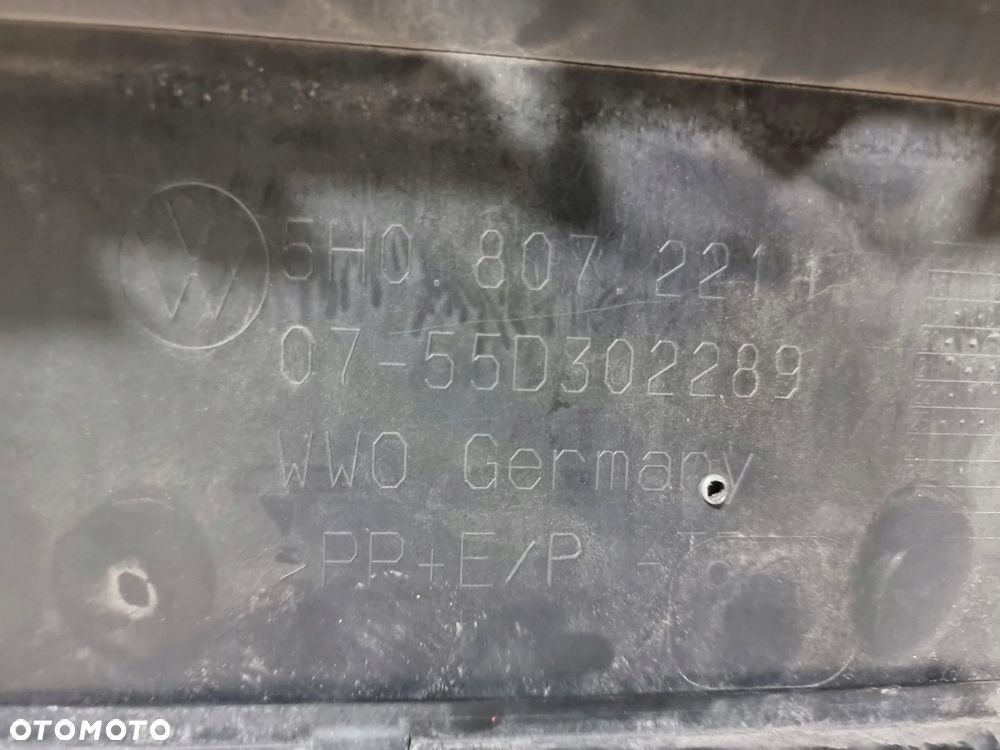 5H0.807.221
07-55D302289
WWO Germany
>PP+E/P
OTOMOTO